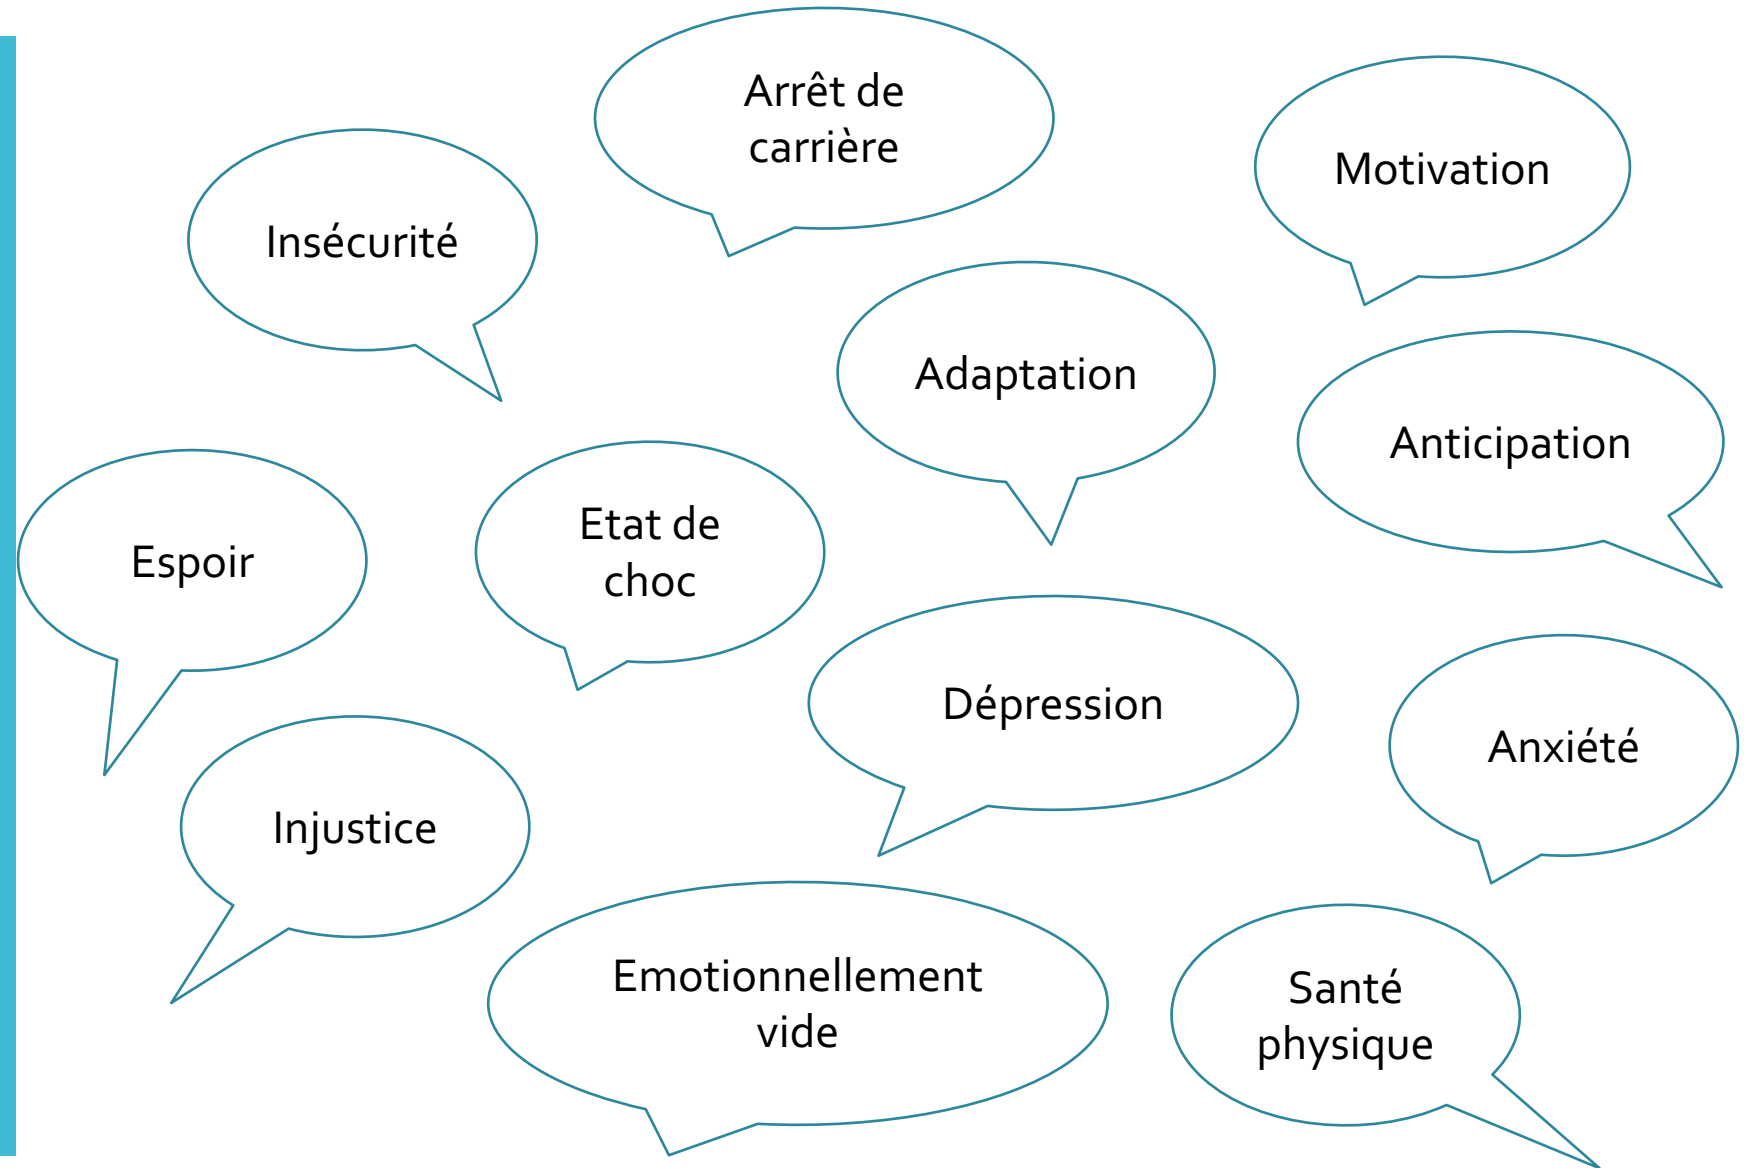 Arrêt de
carrière
Motivation
Insécurité
Adaptation
Anticipation
Etat de
choc
Espoir
Dépression
Anxiété
Injustice
Emotionnellement
vide
Santé
physique